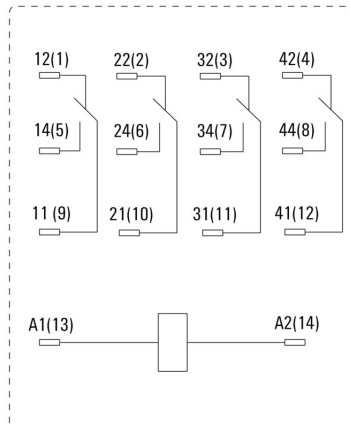 12(1) 22(2) 32(3) 42(4)
14(5) 24(6) 34(7) 44(8)
11 (9) 21(10) 31(11) 41(12)
A1(13) A2(14)